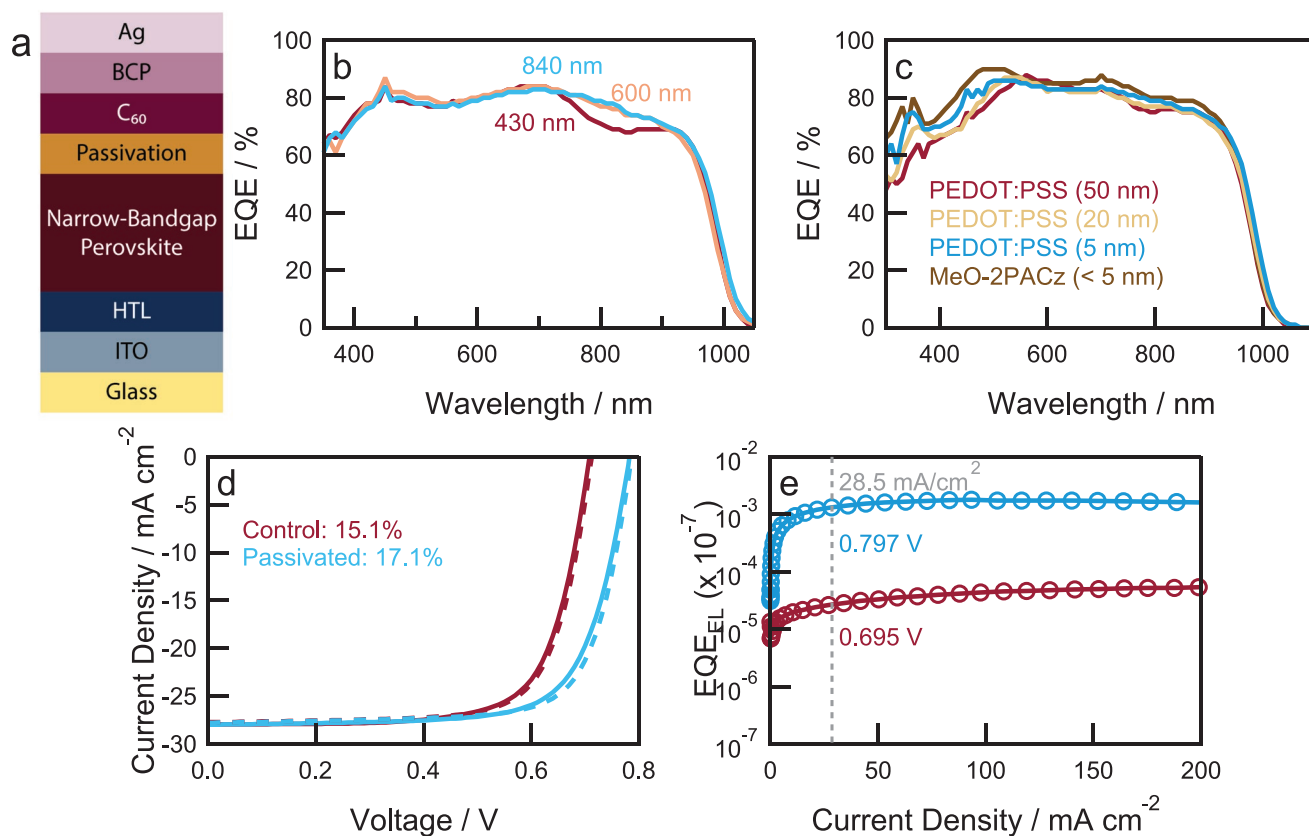 a
Ag
BCP
C₆₀
Passivation
Narrow-Bandgap
Perovskite
HTL
ITO
Glass
b
100
80
60
40
20
0
EQE / %
840 nm
600 nm
430 nm
400
600
800
1000
Wavelength / nm
c
100
80
60
40
20
0
EQE / %
PEDOT:PSS (50 nm)
PEDOT:PSS (20 nm)
PEDOT:PSS (5 nm)
MeO-2PACz (< 5 nm)
400
600
800
1000
Wavelength / nm
d
0
-5
-10
-15
-20
-25
-30
Current Density / mA cm⁻²
Control: 15.1%
Passivated: 17.1%
0.0
0.2
0.4
0.6
0.8
Voltage / V
e
10⁻²
10⁻³
10⁻⁴
10⁻⁵
10⁻⁶
10⁻⁷
EQE_EL (x 10⁻⁷)
28.5 mA/cm²
0.797 V
0.695 V
0
50
100
150
200
Current Density / mA cm⁻²